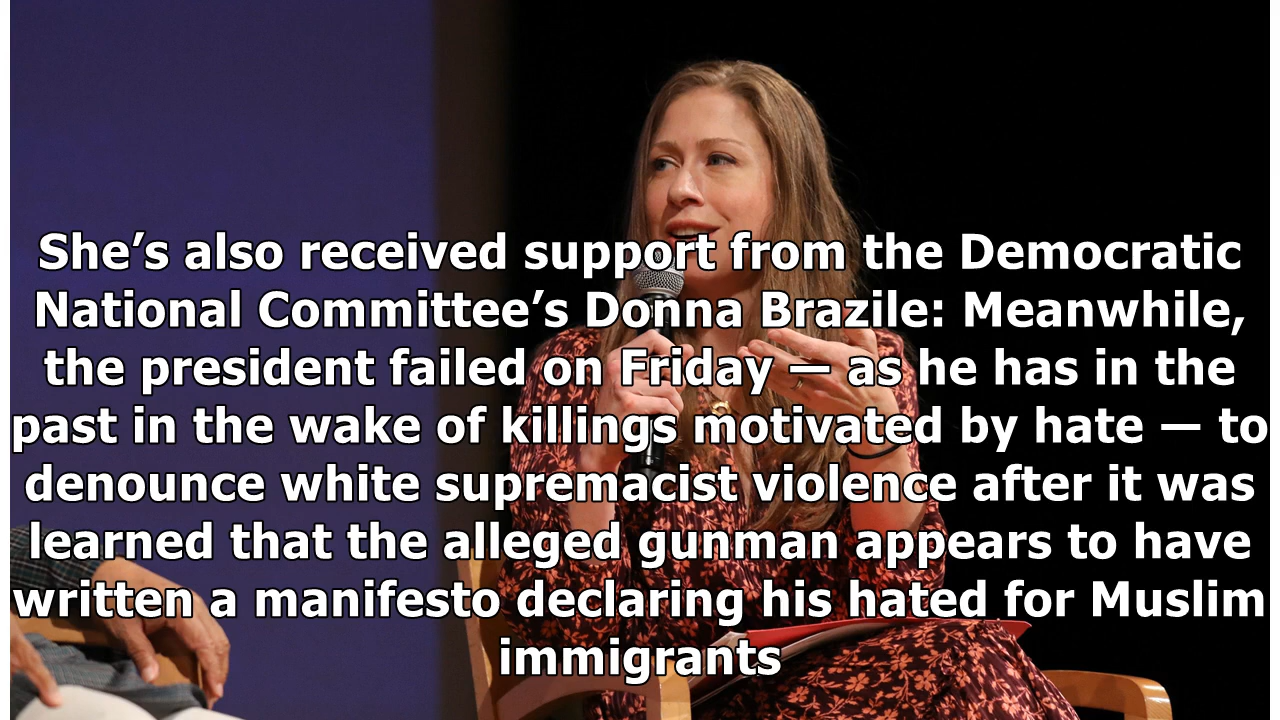 She’s also received support from the Democratic
National Committee’s Donna Brazile: Meanwhile,
the president failed on Friday — as he has in the
past in the wake of killings motivated by hate — to
denounce white supremacist violence after it was
learned that the alleged gunman appears to have
written a manifesto declaring his hated for Muslim
immigrants